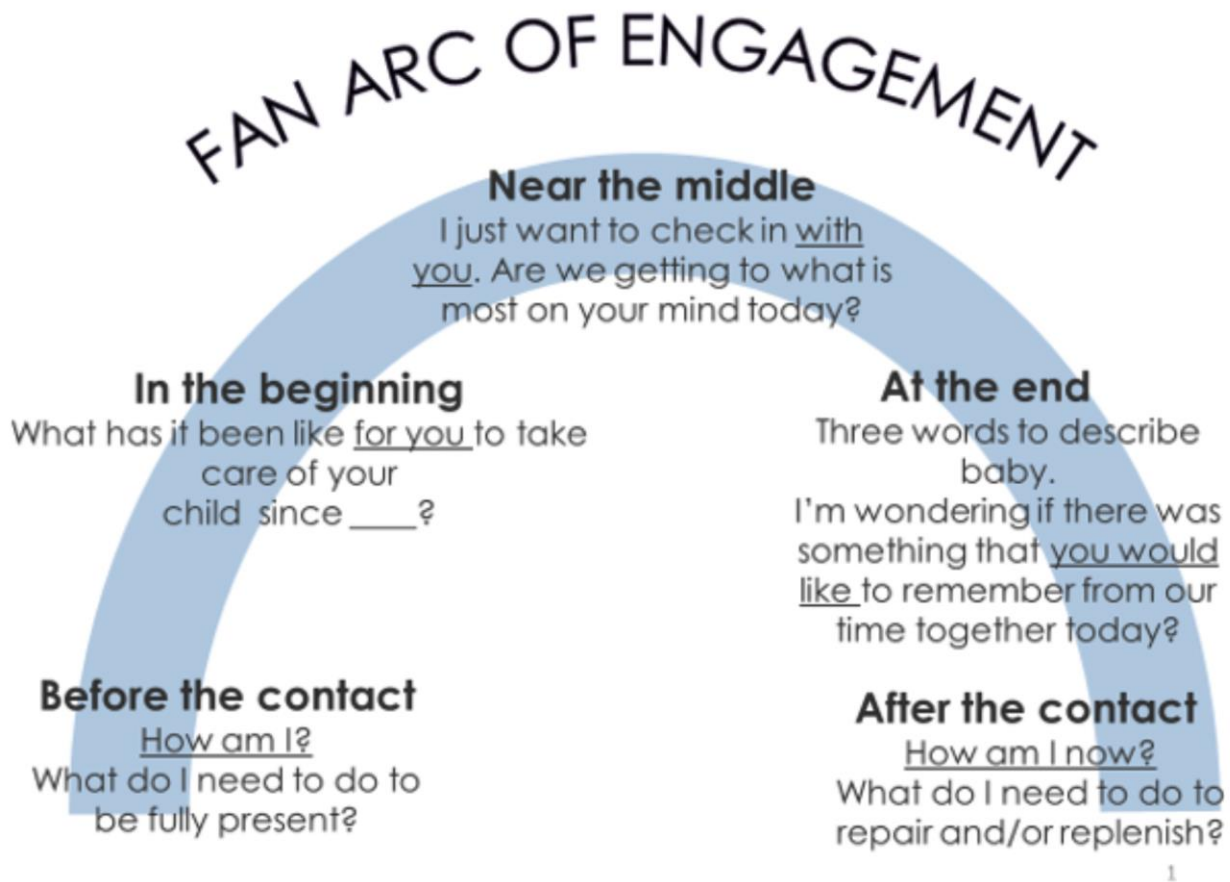 FAN ARC OF ENGAGEMENT
Near the middle
I just want to check in with
you. Are we getting to what is
most on your mind today?
In the beginning
What has it been like for you to take
care of your
child since ____?
At the end
Three words to describe
baby.
I'm wondering if there was
something that you would
like to remember from our
time together today?
Before the contact
How am I?
What do I need to do to
be fully present?
After the contact
How am I now?
What do I need to do to
repair and/or replenish?
1